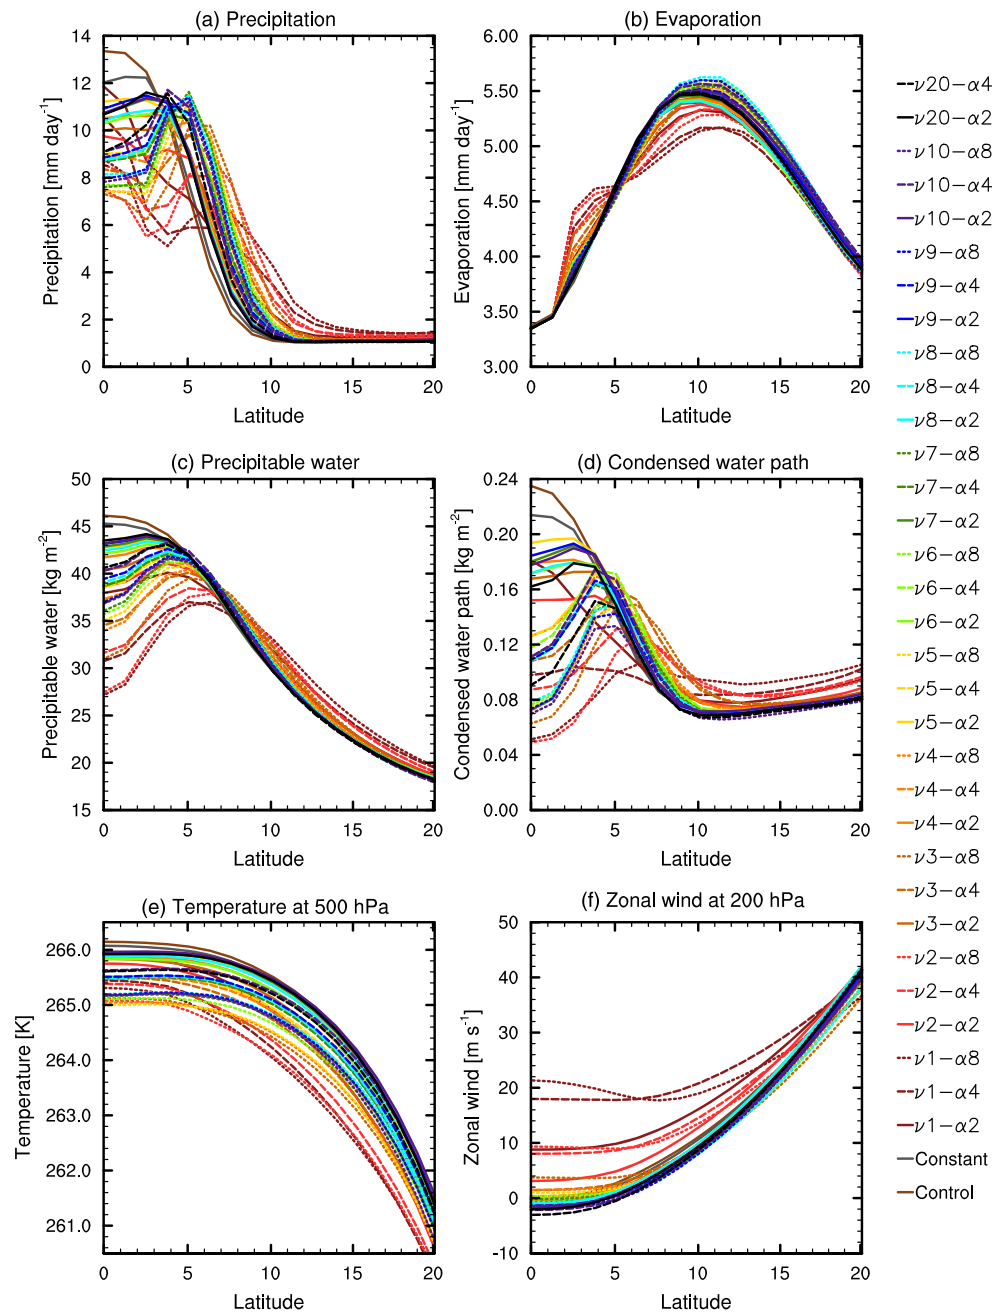 (a) Precipitation
14
12
10
8
6
4
2
0
0 5 10 15 20
Precipitation [mm day⁻¹]
Latitude
(b) Evaporation
6.00
5.50
5.00
4.50
4.00
3.50
3.00
0 5 10 15 20
Evaporation [mm day⁻¹]
Latitude
(c) Precipitable water
50
45
40
35
30
25
20
15
0 5 10 15 20
Precipitable water [kg m⁻²]
Latitude
(d) Condensed water path
0.24
0.20
0.16
0.12
0.08
0.04
0.00
0 5 10 15 20
Condensed water path [kg m⁻²]
Latitude
(e) Temperature at 500 hPa
266.0
265.0
264.0
263.0
262.0
261.0
0 5 10 15 20
Temperature [K]
Latitude
(f) Zonal wind at 200 hPa
50
40
30
20
10
0
-10
0 5 10 15 20
Zonal wind [m s⁻¹]
Latitude
ν20−α4
ν20−α2
ν10−α8
ν10−α4
ν10−α2
ν9−α8
ν9−α4
ν9−α2
ν8−α8
ν8−α4
ν8−α2
ν7−α8
ν7−α4
ν7−α2
ν6−α8
ν6−α4
ν6−α2
ν5−α8
ν5−α4
ν5−α2
ν4−α8
ν4−α4
ν4−α2
ν3−α8
ν3−α4
ν3−α2
ν2−α8
ν2−α4
ν2−α2
ν1−α8
ν1−α4
ν1−α2
Constant
Control